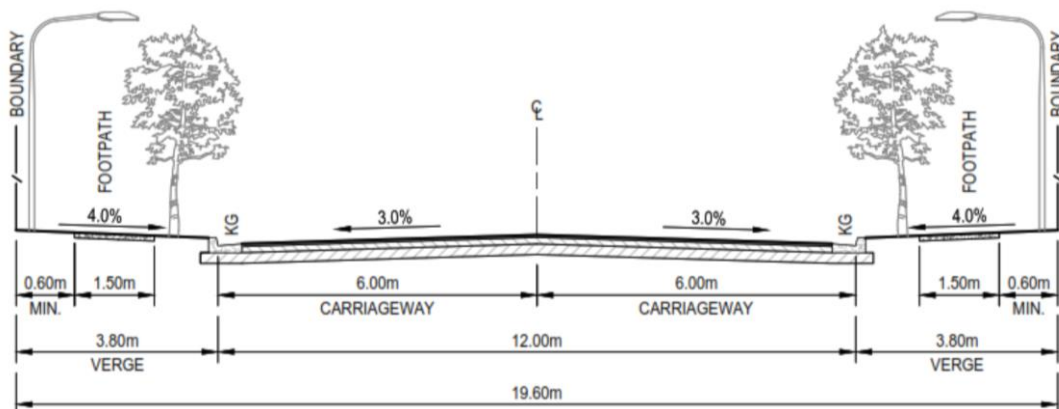 BOUNDARY
FOOTPATH
KG
℄
KG
FOOTPATH
BOUNDARY
4.0%
3.0%
3.0%
4.0%
0.60m
1.50m
6.00m
6.00m
1.50m
0.60m
MIN.
CARRIAGEWAY
CARRIAGEWAY
MIN.
3.80m
12.00m
3.80m
VERGE
VERGE
19.60m